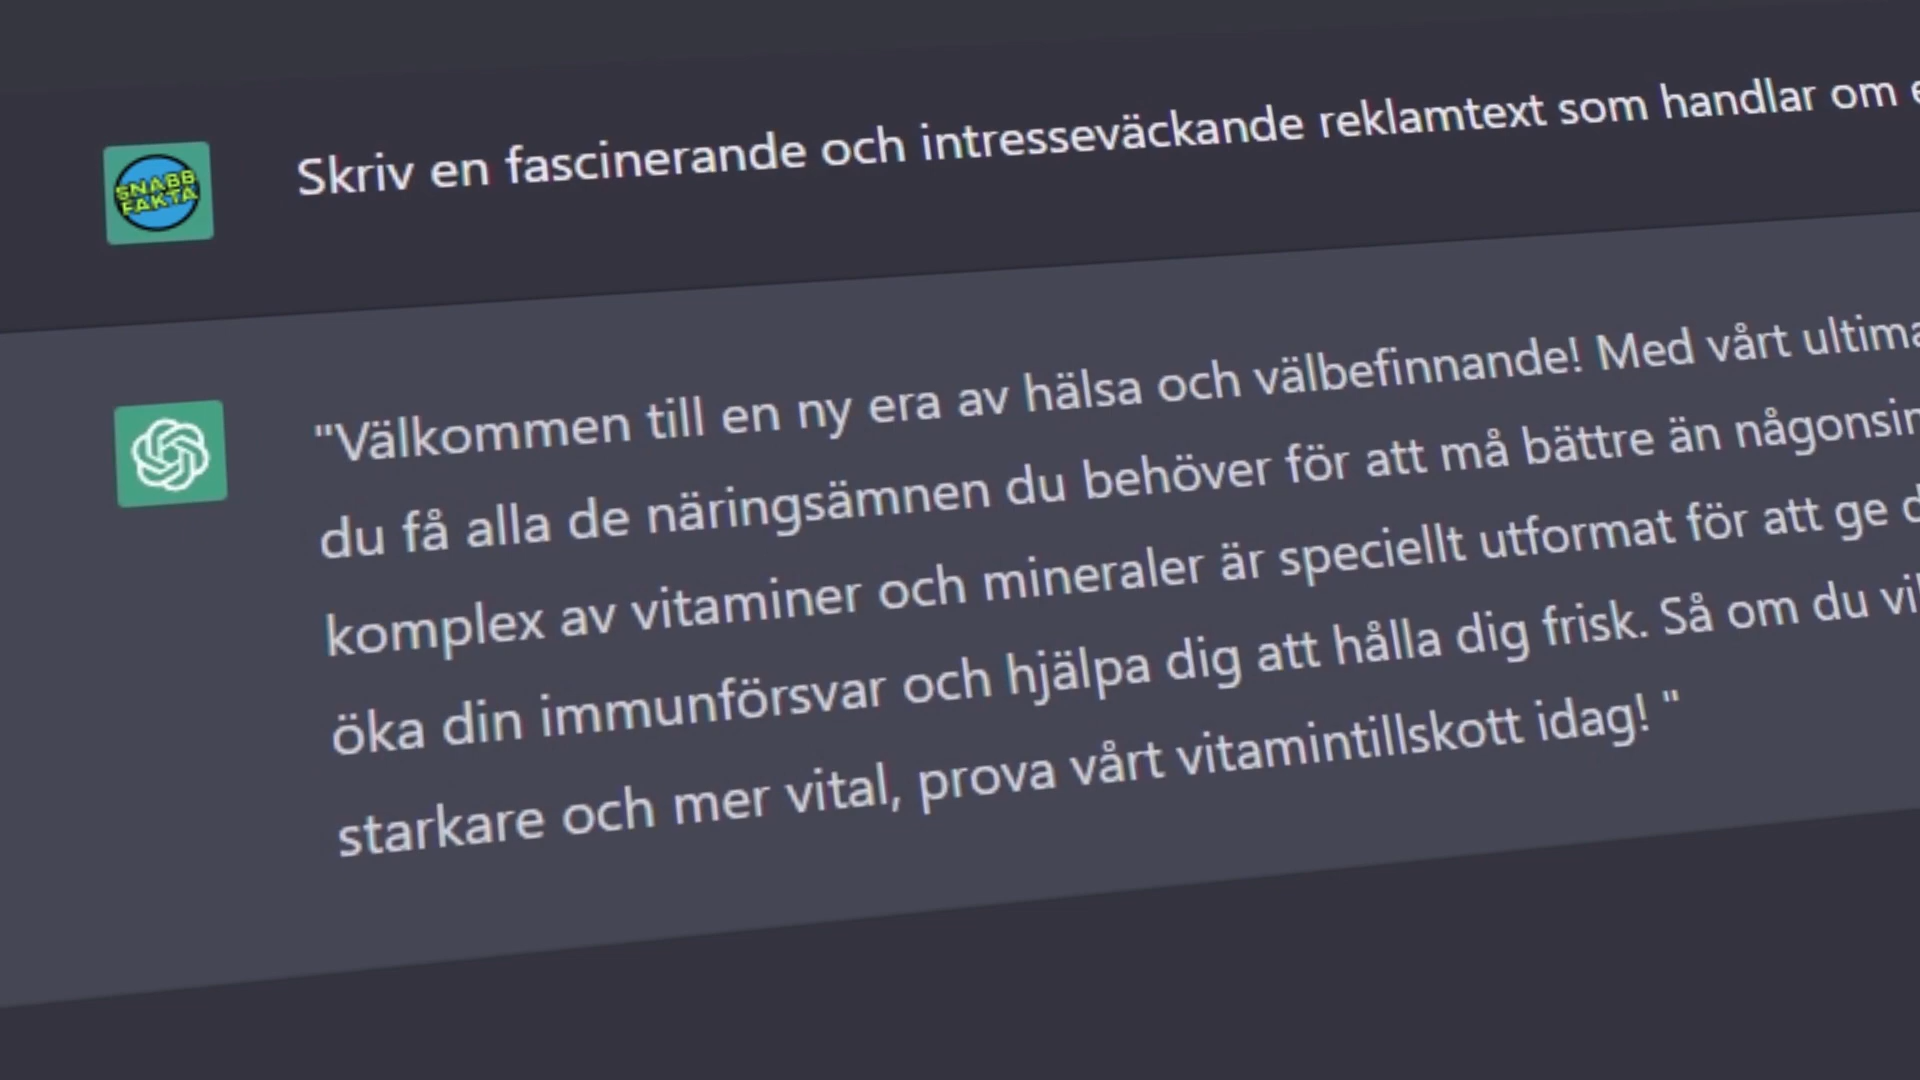 SNABB
FAKTA
Skriv en fascinerande och intresseväckande reklamtext som handlar om
"Välkommen till en ny era av hälsa och välbefinnande! Med vårt
du få alla de näringsämnen du behöver för att må bättre än
komplex av vitaminer och mineraler är speciellt utformat för att ge
öka din immunförsvar och hjälpa dig att hålla dig frisk. Så om du
starkare och mer vital, prova vårt vitamintillskott idag! "